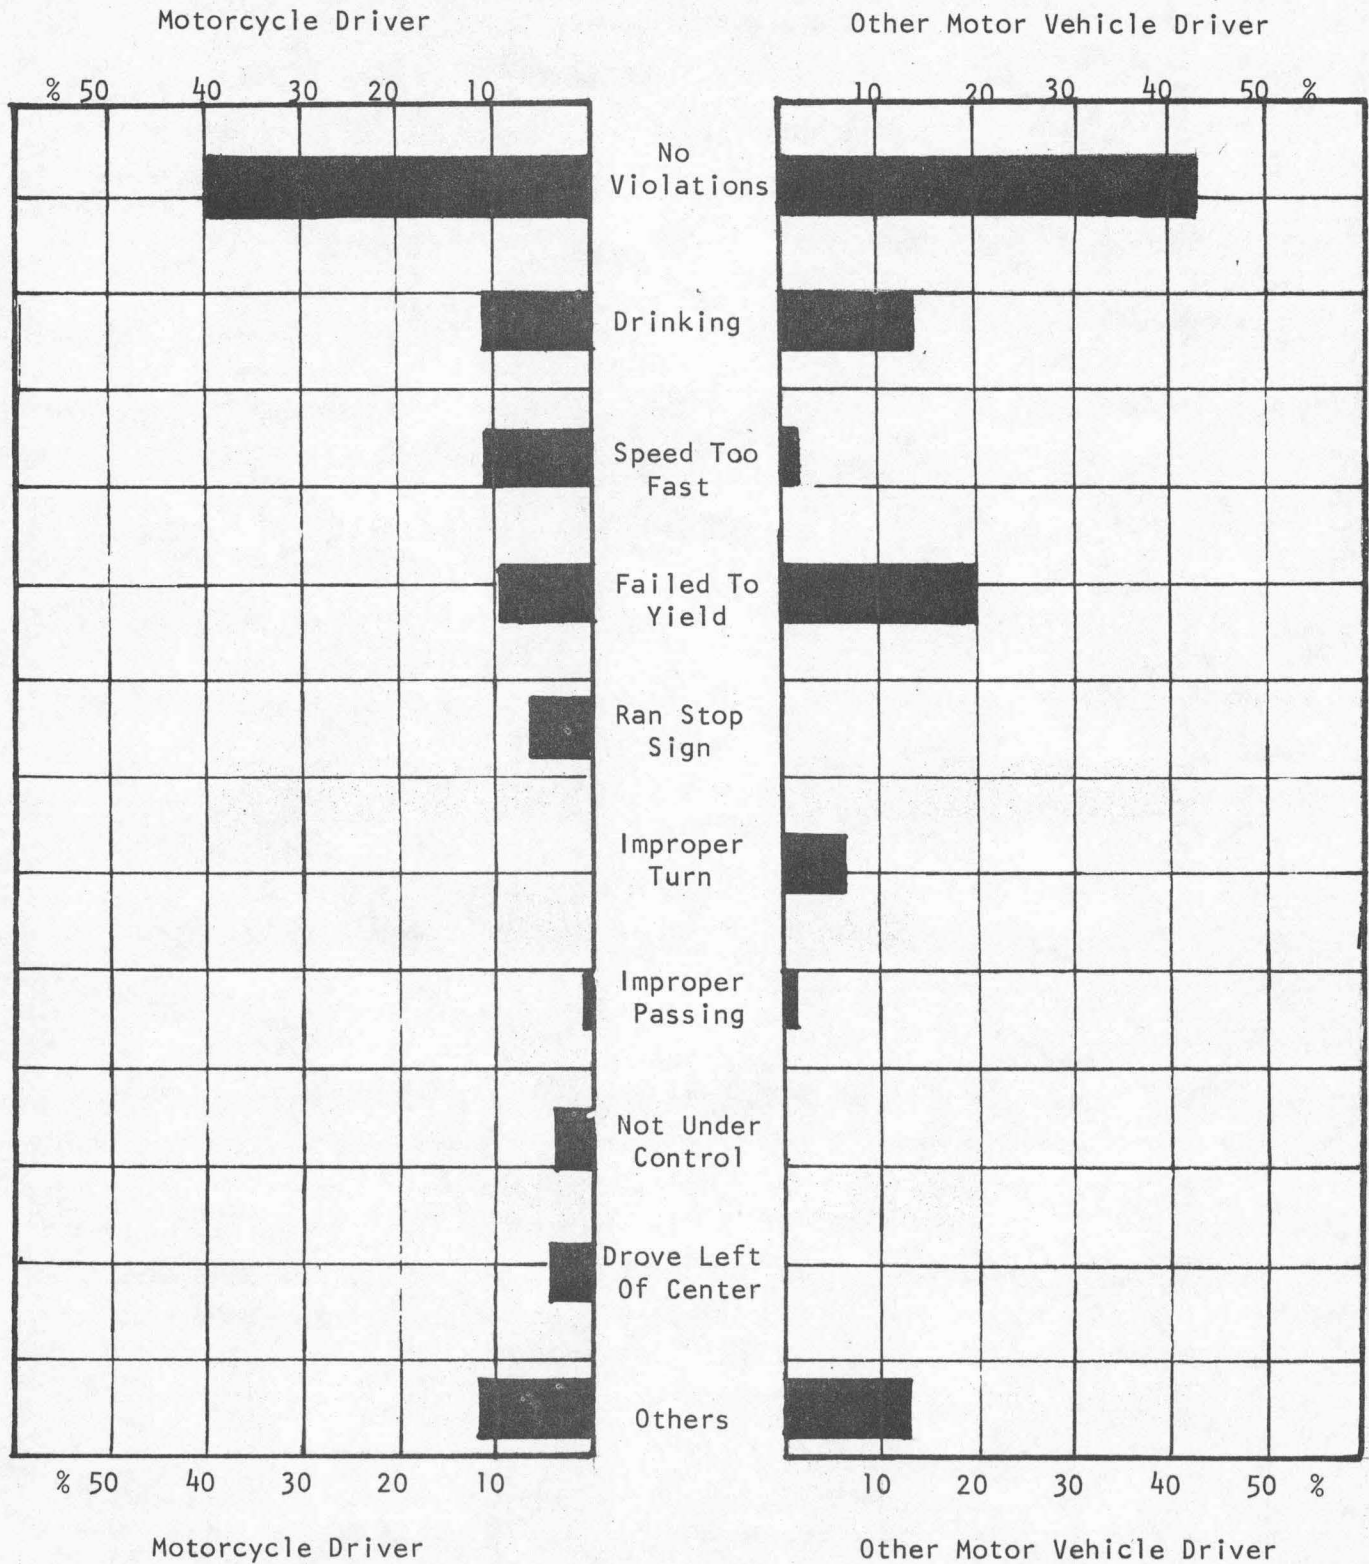 Motorcycle Driver
Other Motor Vehicle Driver
% 50 40 30 20 10
10 20 30 40 50 %
No
Violations
Drinking
Speed Too
Fast
Failed To
Yield
Ran Stop
Sign
Improper
Turn
Improper
Passing
Not Under
Control
Drove Left
Of Center
Others
% 50 40 30 20 10
10 20 30 40 50 %
Motorcycle Driver
Other Motor Vehicle Driver